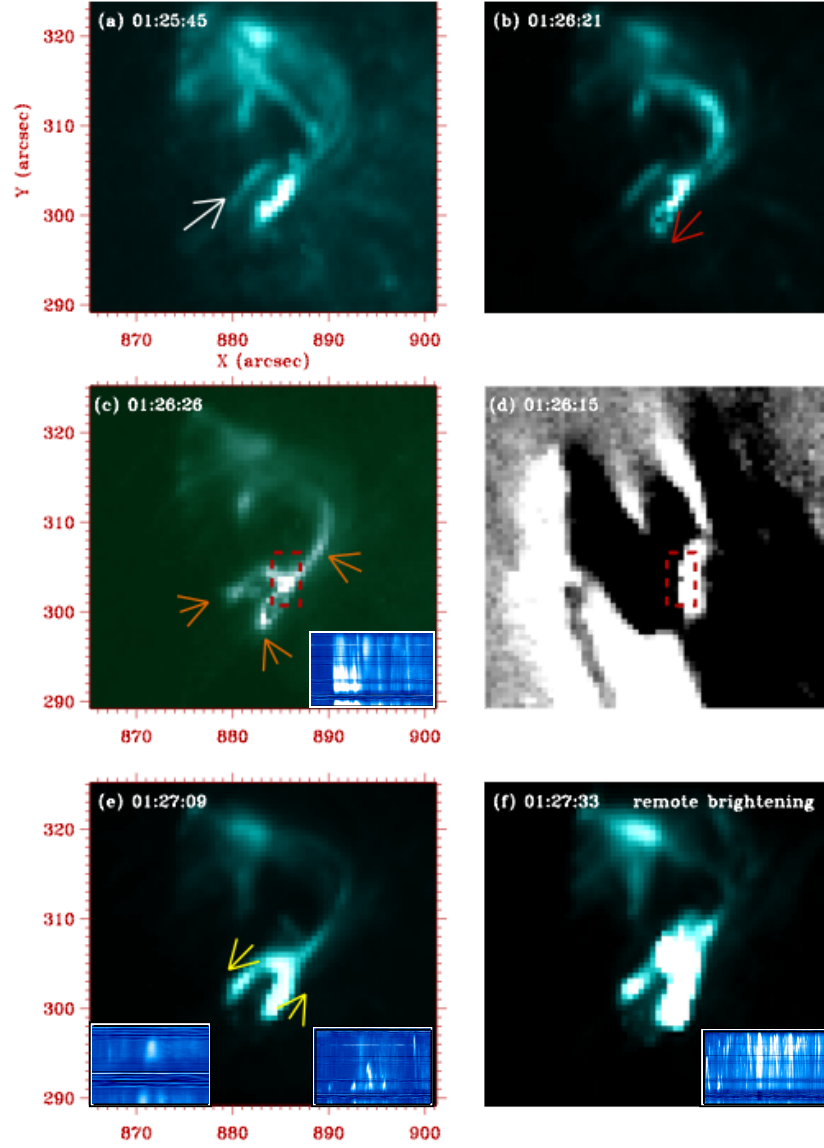 (a) 01:25:45
(b) 01:26:21
320
310
300
290
Y (arcsec)
870 880 890 900
X (arcsec)
(c) 01:26:26
(d) 01:26:15
320
310
300
290
870 880 890 900
(e) 01:27:09
(f) 01:27:33 remote brightening
320
310
300
290
870 880 890 900